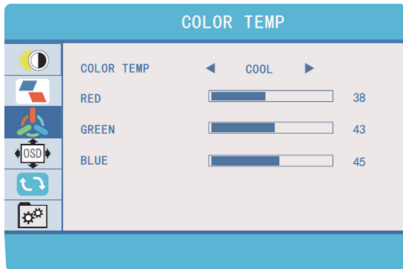 COLOR TEMP
COLOR TEMP ◀ COOL ▶
RED 38
GREEN 43
BLUE 45
OSD